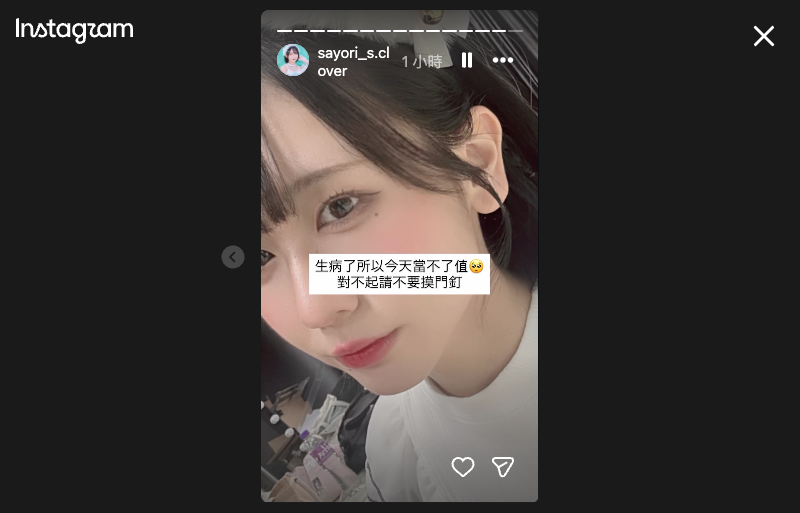 Instagram
sayori_s.cl
over
1 小時
生病了所以今天當不了值🥺
對不起請不要摸門釘